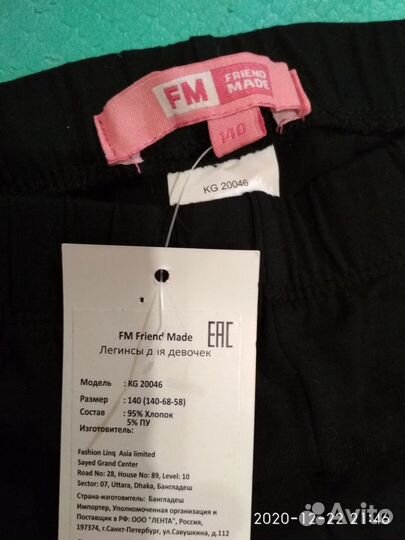 FM FRIEND
MADE
140
KG 20046
FM Friend Made EAC
Легинсы для девочек
Модель : KG 20046
Размер : 140 (140-68-58)
Состав : 95% Хлопок
5% ПУ
Изготовитель:
Fashion Linq Asia limited
Sayed Grand Center
Road No: 28, House No: 89, Level: 10
Sector: 07, Uttara, Dhaka, Бангладеш
Страна-изготовитель: Бангладеш
Импортер, Уполномоченная организация и
Поставщик в РФ: ООО "ЛЕНТА", Россия,
197374, г.Санкт-Петербург, ул.Савушкина, д.112
2020-12-22 21:46
Avito